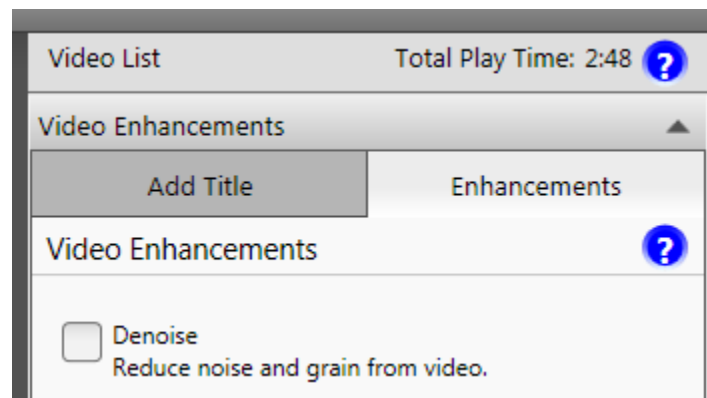 Video List Total Play Time: 2:48 ?
Video Enhancements
Add Title Enhancements
Video Enhancements ?
Denoise
Reduce noise and grain from video.